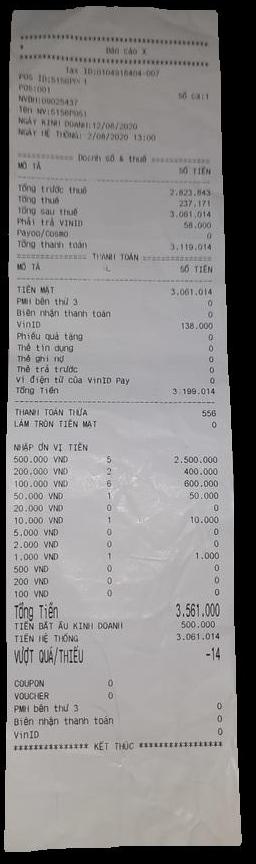 ****************************************
* Báo cáo X
****************************************
Tax ID:0104918404-007
POS ID:5156POS1
POS:001 Số ca:1
NVBH:09025437
Tên NV:5156POS1
NGÀY KINH DOANH:12/08/2020
NGÀY HỆ THỐNG: 2/08/2020 13:00
============ Doanh số & thuế ============
MÔ TẢ SỐ TIỀN
Tổng trước thuế 2.823.843
Tổng thuế 237.171
Tổng sau thuế 3.061.014
Phải trả VINID 58.000
Payoo/Cosmo 0
Tổng thanh toán 3.119.014
============ THANH TOÁN ============
MÔ TẢ SL SỐ TIỀN
TIỀN MẶT 3.061.014
PMH bên thứ 3 0
Biên nhận thanh toán 0
VinID 138.000
Phiếu quà tặng 0
Thẻ tín dụng 0
Thẻ ghi nợ 0
Thẻ trả trước 0
Ví điện tử của VinID Pay 0
Tổng Tiền 3.199.014
THANH TOÁN THỪA 556
LÀM TRÒN TIỀN MẶT 0
NHẬP ĐƠN VỊ TIỀN
500.000 VND 5 2.500.000
200.000 VND 2 400.000
100.000 VND 6 600.000
50.000 VND 1 50.000
20.000 VND 0 0
10.000 VND 1 10.000
5.000 VND 0 0
2.000 VND 0 0
1.000 VND 1 1.000
500 VND 0 0
200 VND 0 0
100 VND 0 0
Tổng Tiền 3.561.000
TIỀN BẮT ĐẦU KINH DOANH 500.000
TIỀN HỆ THỐNG 3.061.014
VƯỢT QUÁ/THIẾU -14
COUPON 0
VOUCHER 0
PMH bên thứ 3 0
Biên nhận thanh toán 0
VinID 0
*************** KẾT THÚC ****************